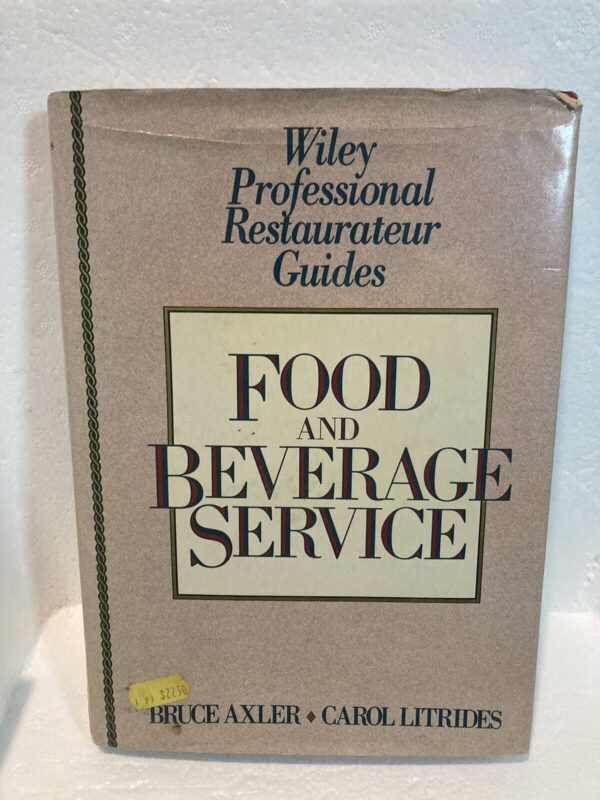 Wiley
Professional
Restaurateur
Guides
FOOD
AND
BEVERAGE
SERVICE
$22.50
BRUCE AXLER ♦ CAROL LITRIDES